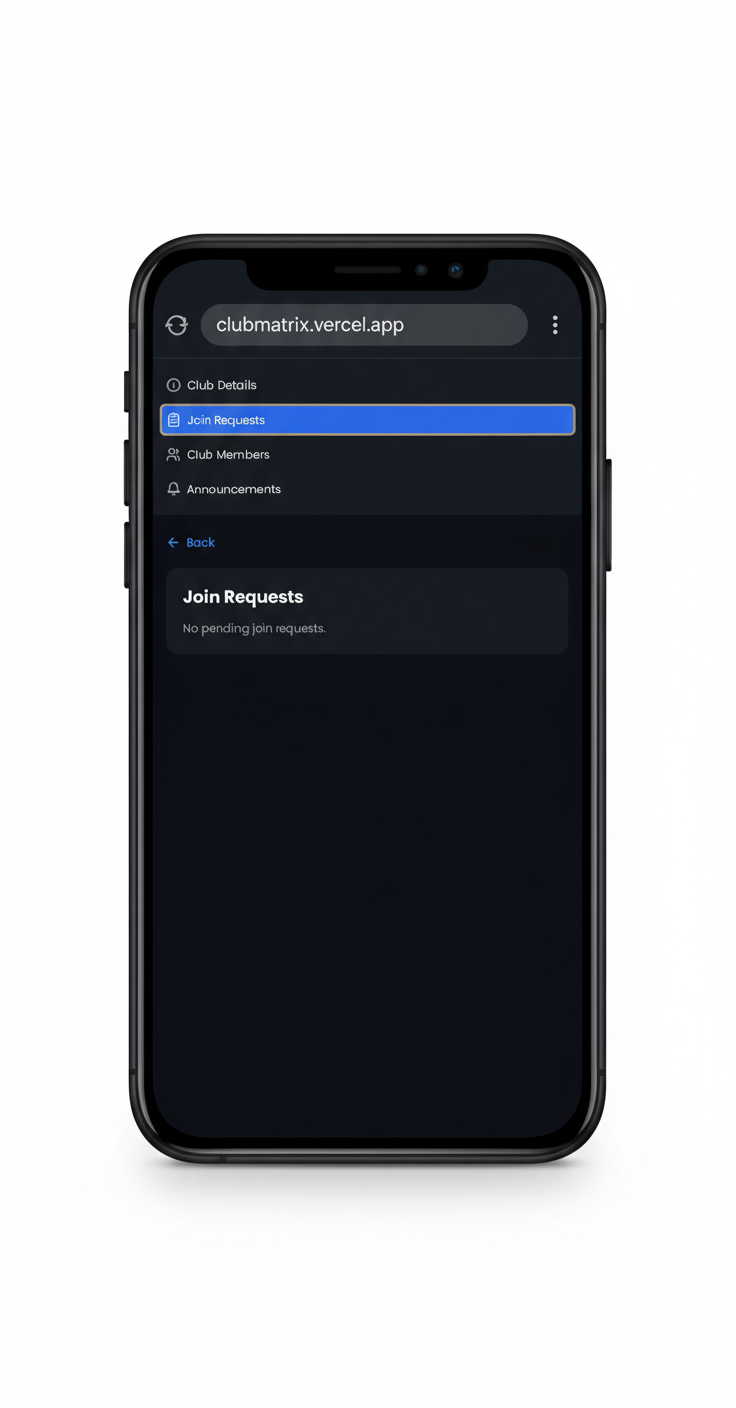 clubmatrix.vercel.app
Club Details
Join Requests
Club Members
Announcements
Back
Join Requests
No pending join requests.